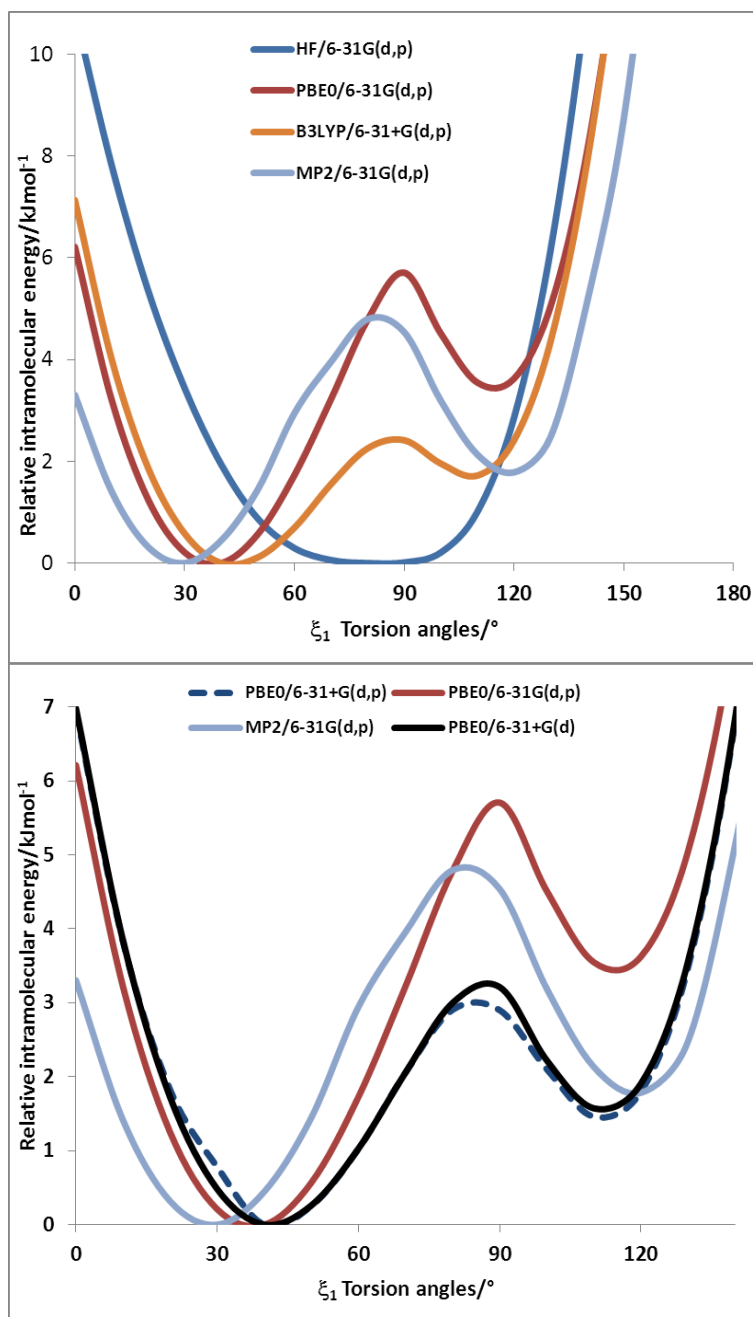 HF/6-31G(d,p)
PBE0/6-31G(d,p)
B3LYP/6-31+G(d,p)
MP2/6-31G(d,p)
Relative intramolecular energy/kJmol⁻¹
10
8
6
4
2
0
0 30 60 90 120 150 180
ξ₁ Torsion angles/°
PBE0/6-31+G(d,p) PBE0/6-31G(d,p)
MP2/6-31G(d,p) PBE0/6-31+G(d)
Relative intramolecular energy/kJmol⁻¹
7
6
5
4
3
2
1
0
0 30 60 90 120
ξ₁ Torsion angles/°